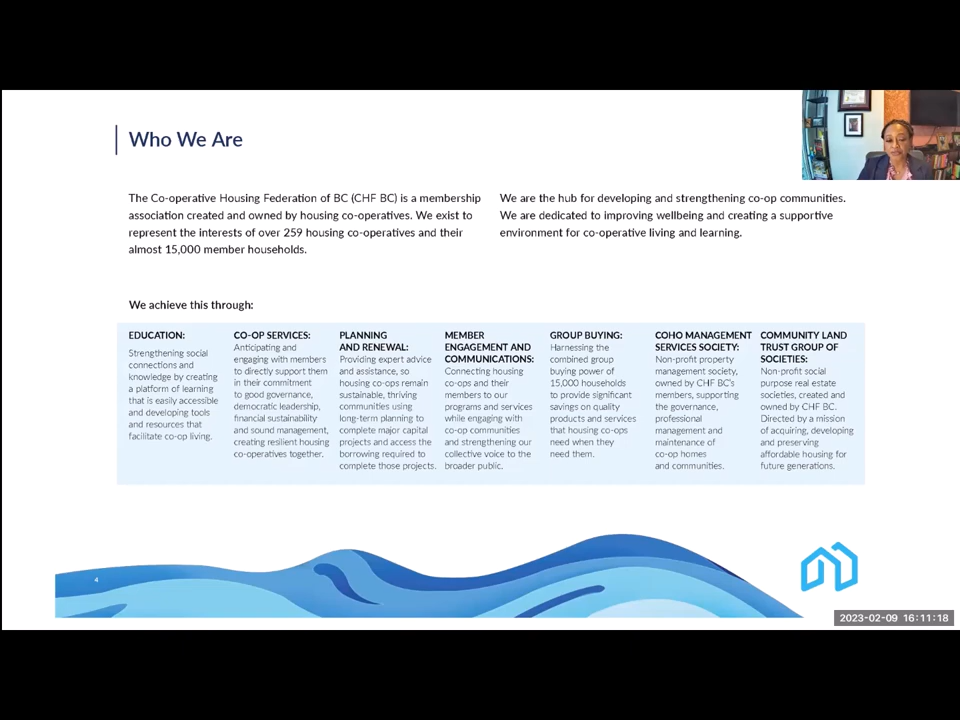 Who We Are
The Co-operative Housing Federation of BC (CHF BC) is a membership
association created and owned by housing co-operatives. We exist to
represent the interests of over 259 housing co-operatives and their
almost 15,000 member households.
We are the hub for developing and strengthening co-op communities.
We are dedicated to improving wellbeing and creating a supportive
environment for co-operative living and learning.
We achieve this through:
EDUCATION:
Strengthening social
connections and
knowledge by creating
a platform of learning
that is easily accessible
and developing tools
and resources that
facilitate co-op living.
CO-OP SERVICES:
Anticipating and
engaging with members
to directly support them
in their commitment
to good governance,
democratic leadership,
financial sustainability
and sound management,
creating resilient housing
co-operatives together.
PLANNING
AND RENEWAL:
Providing expert advice
and assistance, so
housing co-ops remain
sustainable, thriving
communities using
long-term planning to
complete major capital
projects and access the
borrowing required to
complete those projects.
MEMBER
ENGAGEMENT AND
COMMUNICATIONS:
Connecting housing
co-ops and their
members to our
programs and services
while engaging with
co-op communities
and strengthening our
collective voice to the
broader public.
GROUP BUYING:
Harnessing the
combined group
buying power of
15,000 households
to provide significant
savings on quality
products and services
that housing co-ops
need when they
need them.
COHO MANAGEMENT
SERVICES SOCIETY:
Non-profit property
management society,
owned by CHF BC's
members, supporting
the governance,
professional
management and
maintenance of
co-op homes
and communities.
COMMUNITY LAND
TRUST GROUP OF
SOCIETIES:
Non-profit social
purpose real estate
societies, created and
owned by CHF BC.
Directed by a mission
of acquiring, developing
and preserving
affordable housing for
future generations.
4
2023-02-09 16:11:18